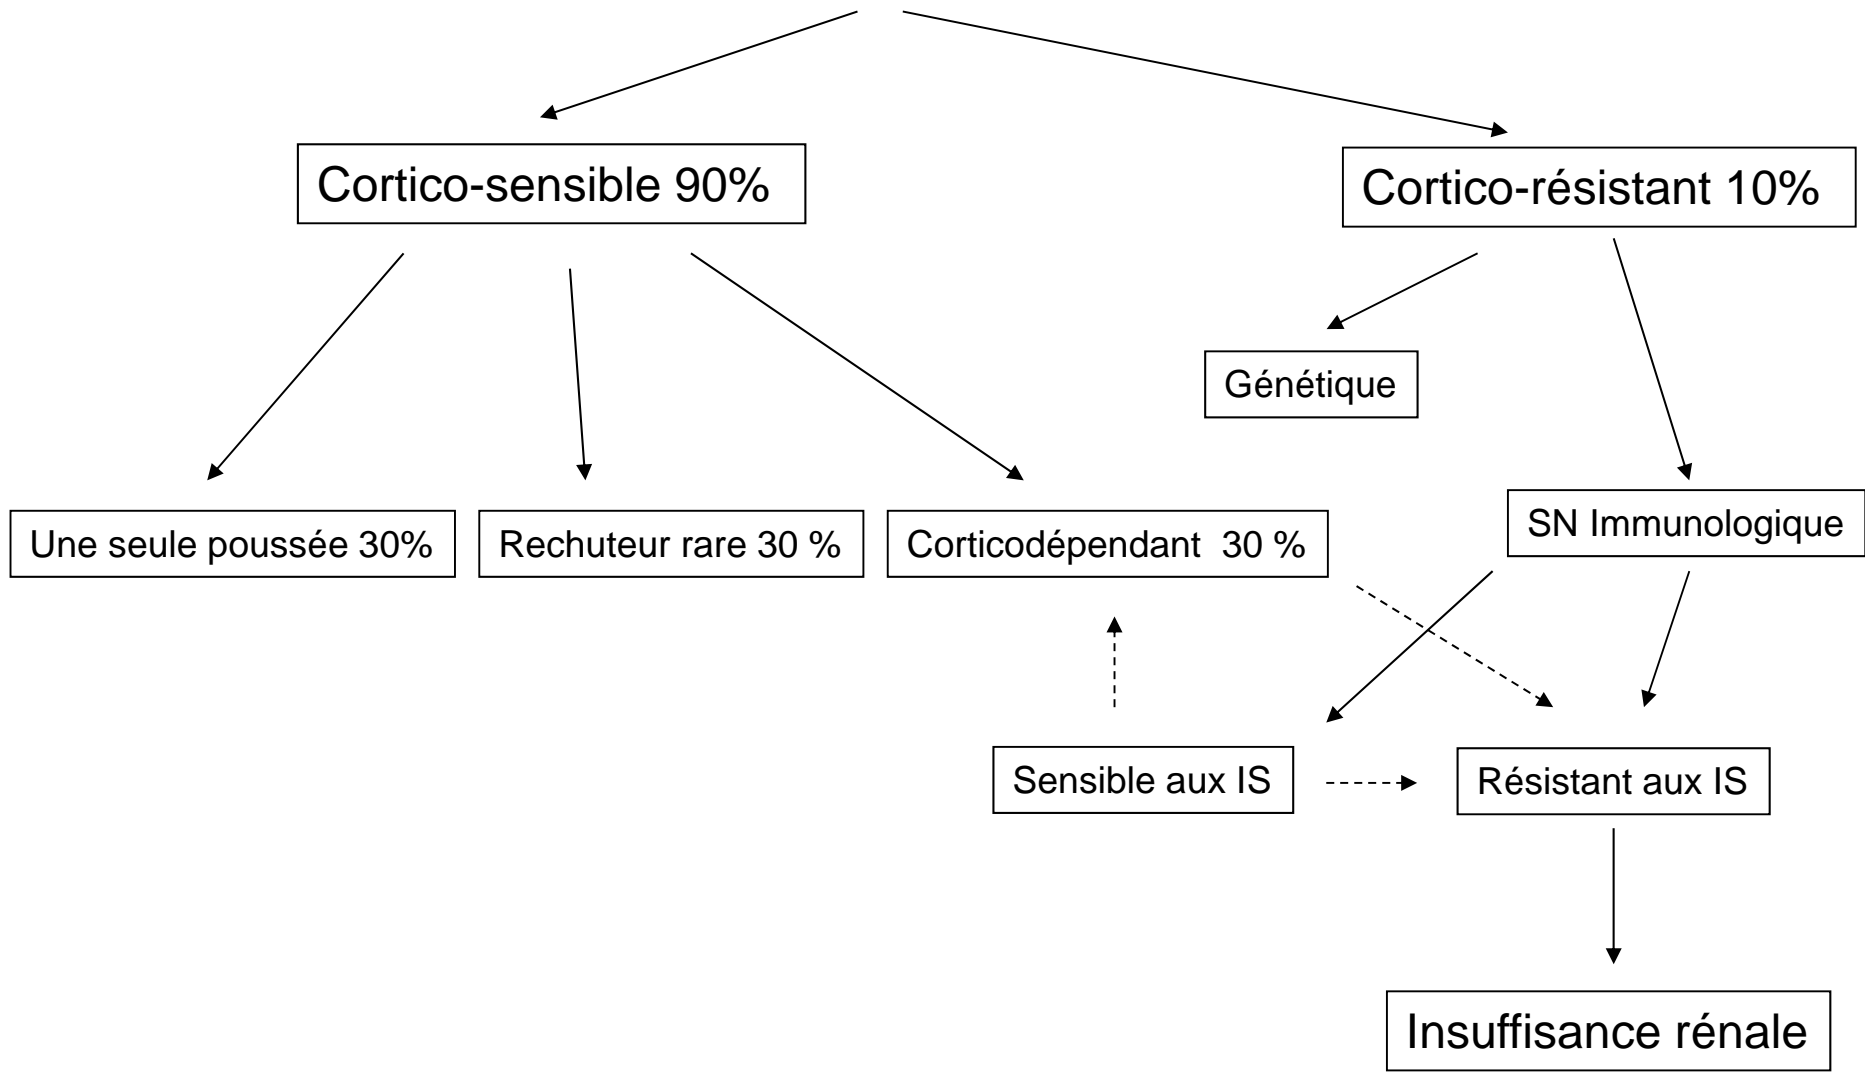 Cortico-sensible 90%
Cortico-résistant 10%
Génétique
Une seule poussée 30%
Rechuteur rare 30 %
Corticodépendant  30 %
SN Immunologique
Sensible aux IS
Résistant aux IS
Insuffisance rénale